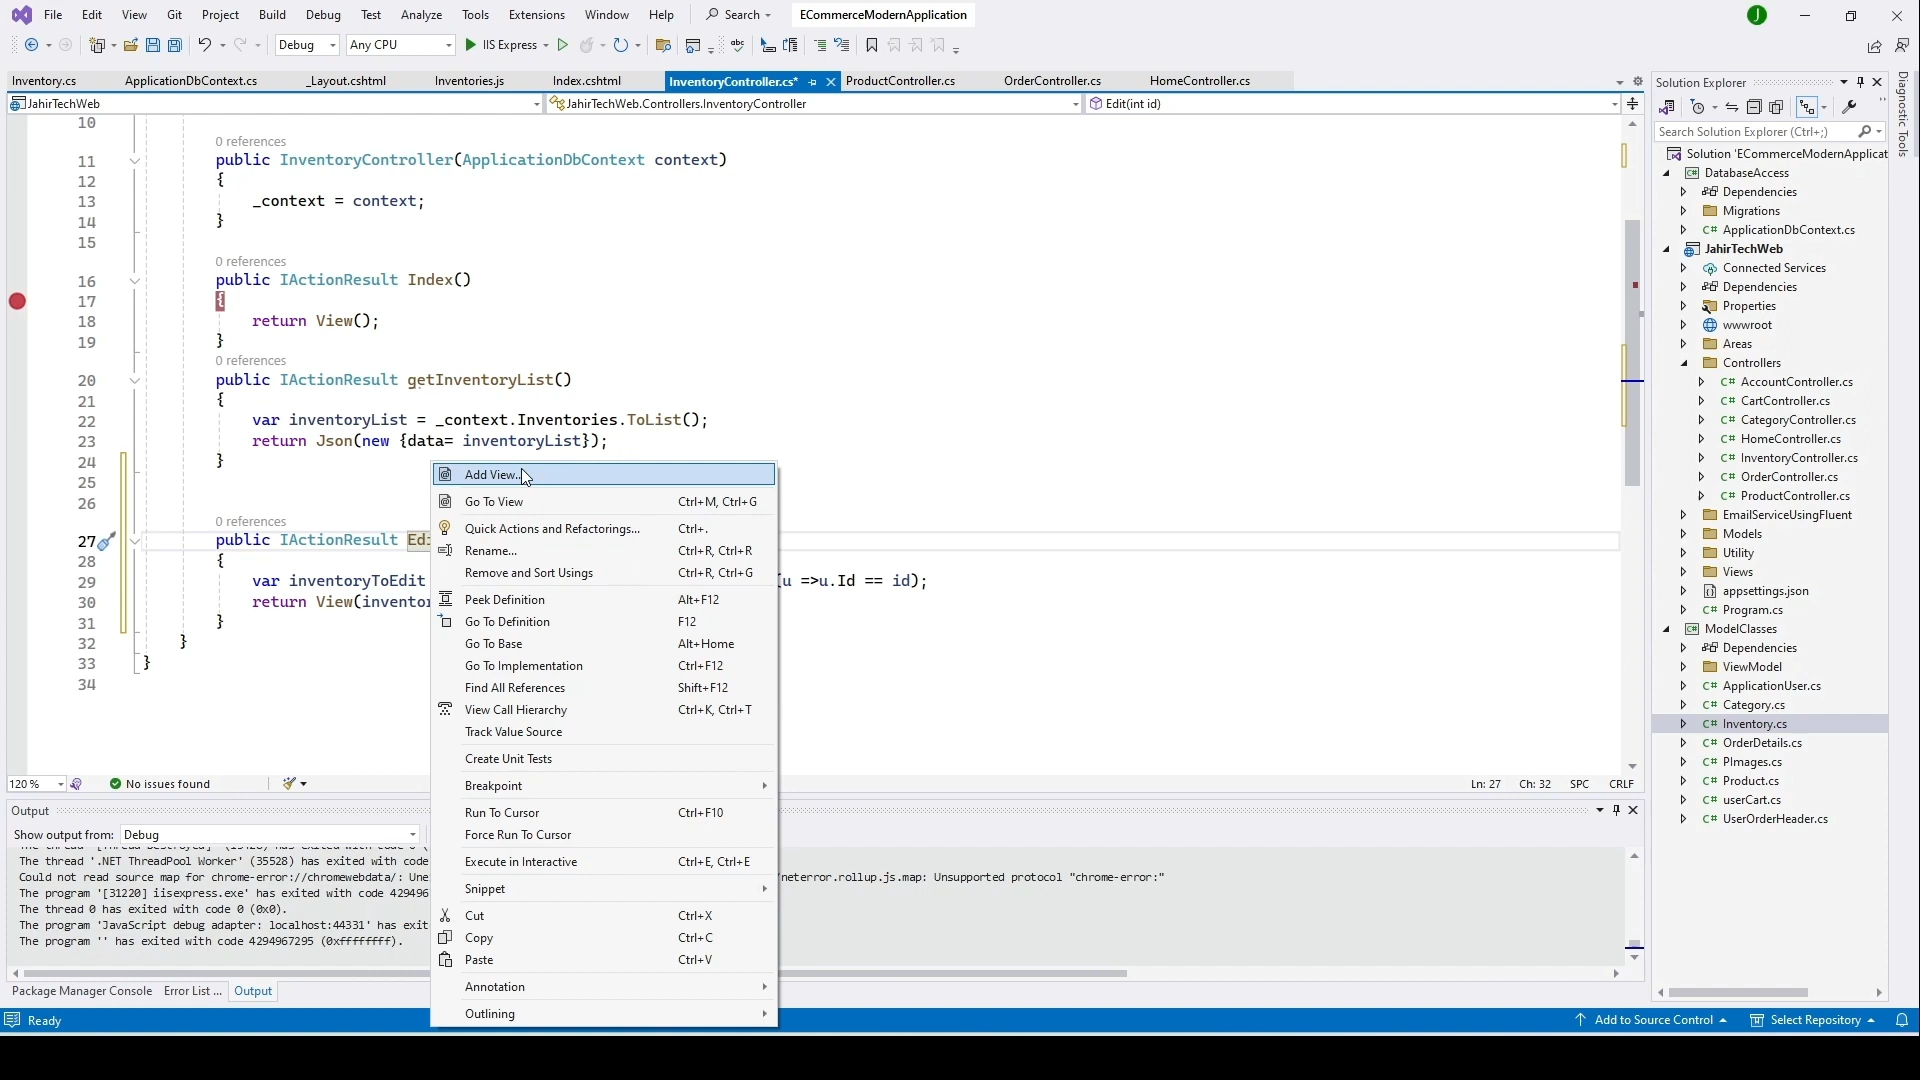 File Edit View Git Project Build Debug Test Analyze Tools Extensions Window Help Search ECommerceModernApplication J
Debug Any CPU IIS Express
Inventory.cs ApplicationDbContext.cs _Layout.cshtml Inventories.js Index.cshtml InventoryController.cs* ProductController.cs OrderController.cs HomeController.cs
JahirTechWeb JahirTechWeb.Controllers.InventoryController Edit(int id)
10
0 references
11 public InventoryController(ApplicationDbContext context)
12 {
13 _context = context;
14 }
15
0 references
16 public IActionResult Index()
17 {
18 return View();
19 }
0 references
20 public IActionResult getInventoryList()
21 {
22 var inventoryList = _context.Inventories.ToList();
23 return Json(new {data= inventoryList});
24 }
25
26
0 references
27 public IActionResult Edi
28 {
29 var inventoryToEdit u =>u.Id == id);
30 return View(inventor
31 }
32 }
33 }
34
Add View...
Go To View Ctrl+M, Ctrl+G
Quick Actions and Refactorings... Ctrl+.
Rename... Ctrl+R, Ctrl+R
Remove and Sort Usings Ctrl+R, Ctrl+G
Peek Definition Alt+F12
Go To Definition F12
Go To Base Alt+Home
Go To Implementation Ctrl+F12
Find All References Shift+F12
View Call Hierarchy Ctrl+K, Ctrl+T
Track Value Source
Create Unit Tests
Breakpoint
Run To Cursor Ctrl+F10
Force Run To Cursor
Execute in Interactive Ctrl+E, Ctrl+E
Snippet
Cut Ctrl+X
Copy Ctrl+C
Paste Ctrl+V
Annotation
Outlining
120 % No issues found Ln: 27 Ch: 32 SPC CRLF
Output
Show output from: Debug
The thread '.NET ThreadPool Worker' (35528) has exited with code
Could not read source map for chrome-error://chromewebdata/: Une neterror.rollup.js.map: Unsupported protocol "chrome-error:"
The program '[31220] iisexpress.exe' has exited with code 429496
The thread 0 has exited with code 0 (0x0).
The program 'JavaScript debug adapter: localhost:44331' has exit
The program '' has exited with code 4294967295 (0xffffffff).
Package Manager Console Error List ... Output
Ready Add to Source Control Select Repository
Solution Explorer
Search Solution Explorer (Ctrl+;)
Solution 'ECommerceModernApplicat
DatabaseAccess
Dependencies
Migrations
C# ApplicationDbContext.cs
JahirTechWeb
Connected Services
Dependencies
Properties
wwwroot
Areas
Controllers
C# AccountController.cs
C# CartController.cs
C# CategoryController.cs
C# HomeController.cs
C# InventoryController.cs
C# OrderController.cs
C# ProductController.cs
EmailServiceUsingFluent
Models
Utility
Views
appsettings.json
C# Program.cs
ModelClasses
Dependencies
ViewModel
C# ApplicationUser.cs
C# Category.cs
C# Inventory.cs
C# OrderDetails.cs
C# PImages.cs
C# Product.cs
C# userCart.cs
C# UserOrderHeader.cs
Diagnostic Tools